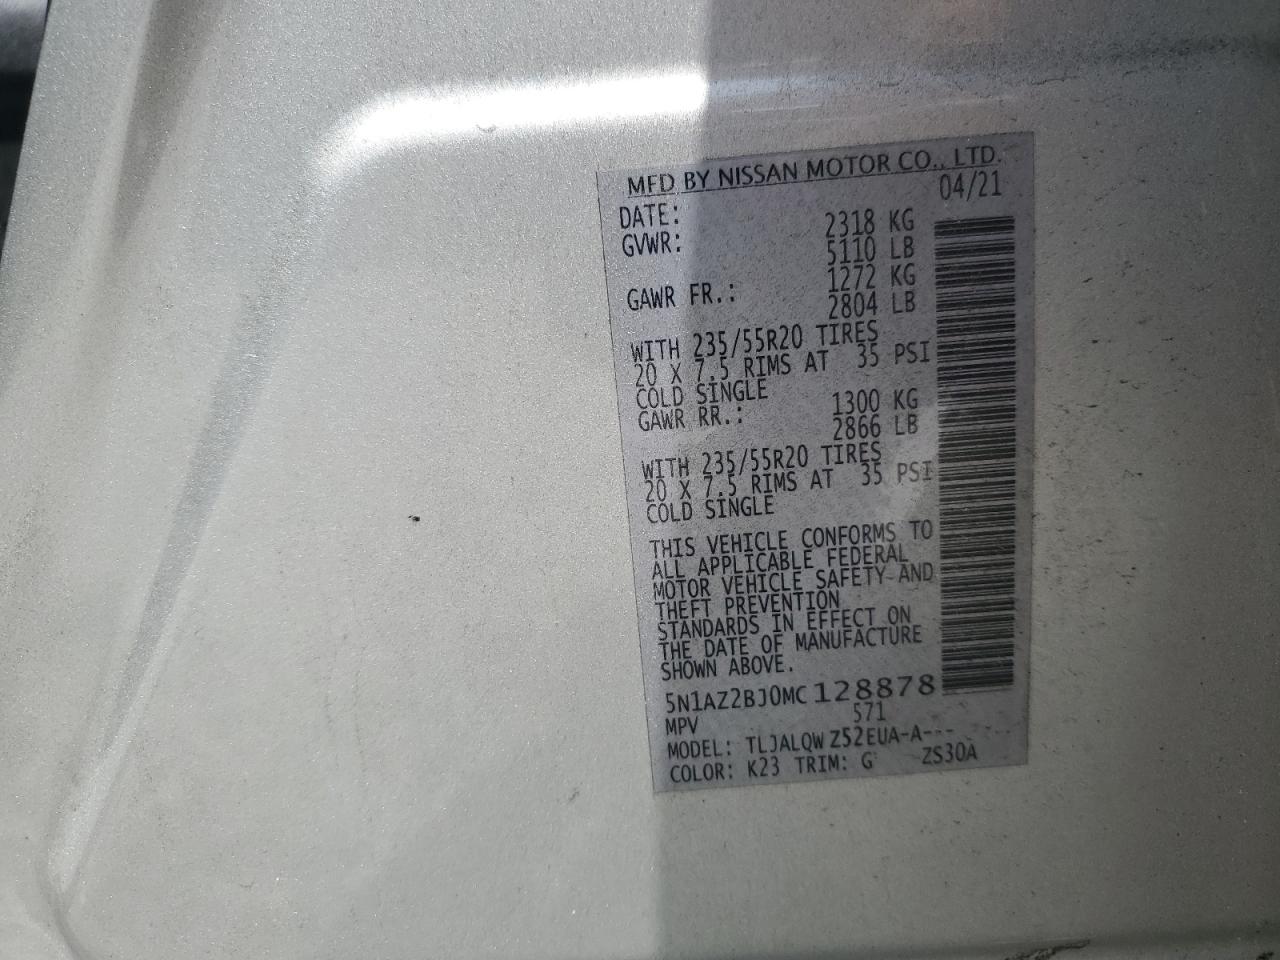 MFD BY NISSAN MOTOR CO., LTD.
DATE: 04/21
GVWR: 2318 KG
5110 LB
GAWR FR.: 1272 KG
2804 LB
WITH 235/55R20 TIRES
20 X 7.5 RIMS AT 35 PSI
COLD SINGLE
GAWR RR.: 1300 KG
2866 LB
WITH 235/55R20 TIRES
20 X 7.5 RIMS AT 35 PSI
COLD SINGLE
THIS VEHICLE CONFORMS TO
ALL APPLICABLE FEDERAL
MOTOR VEHICLE SAFETY AND
THEFT PREVENTION
STANDARDS IN EFFECT ON
THE DATE OF MANUFACTURE
SHOWN ABOVE.
5N1AZ2BJ0MC128878
MPV 571
MODEL: TLJALQW Z52EUA-A-----
COLOR: K23 TRIM: G ZS30A